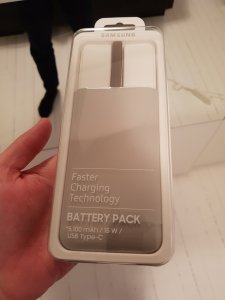 SAMSUNG
Faster
Charging
Technology
BATTERY PACK
*5,100 mAh / 15 W /
USB Type-C